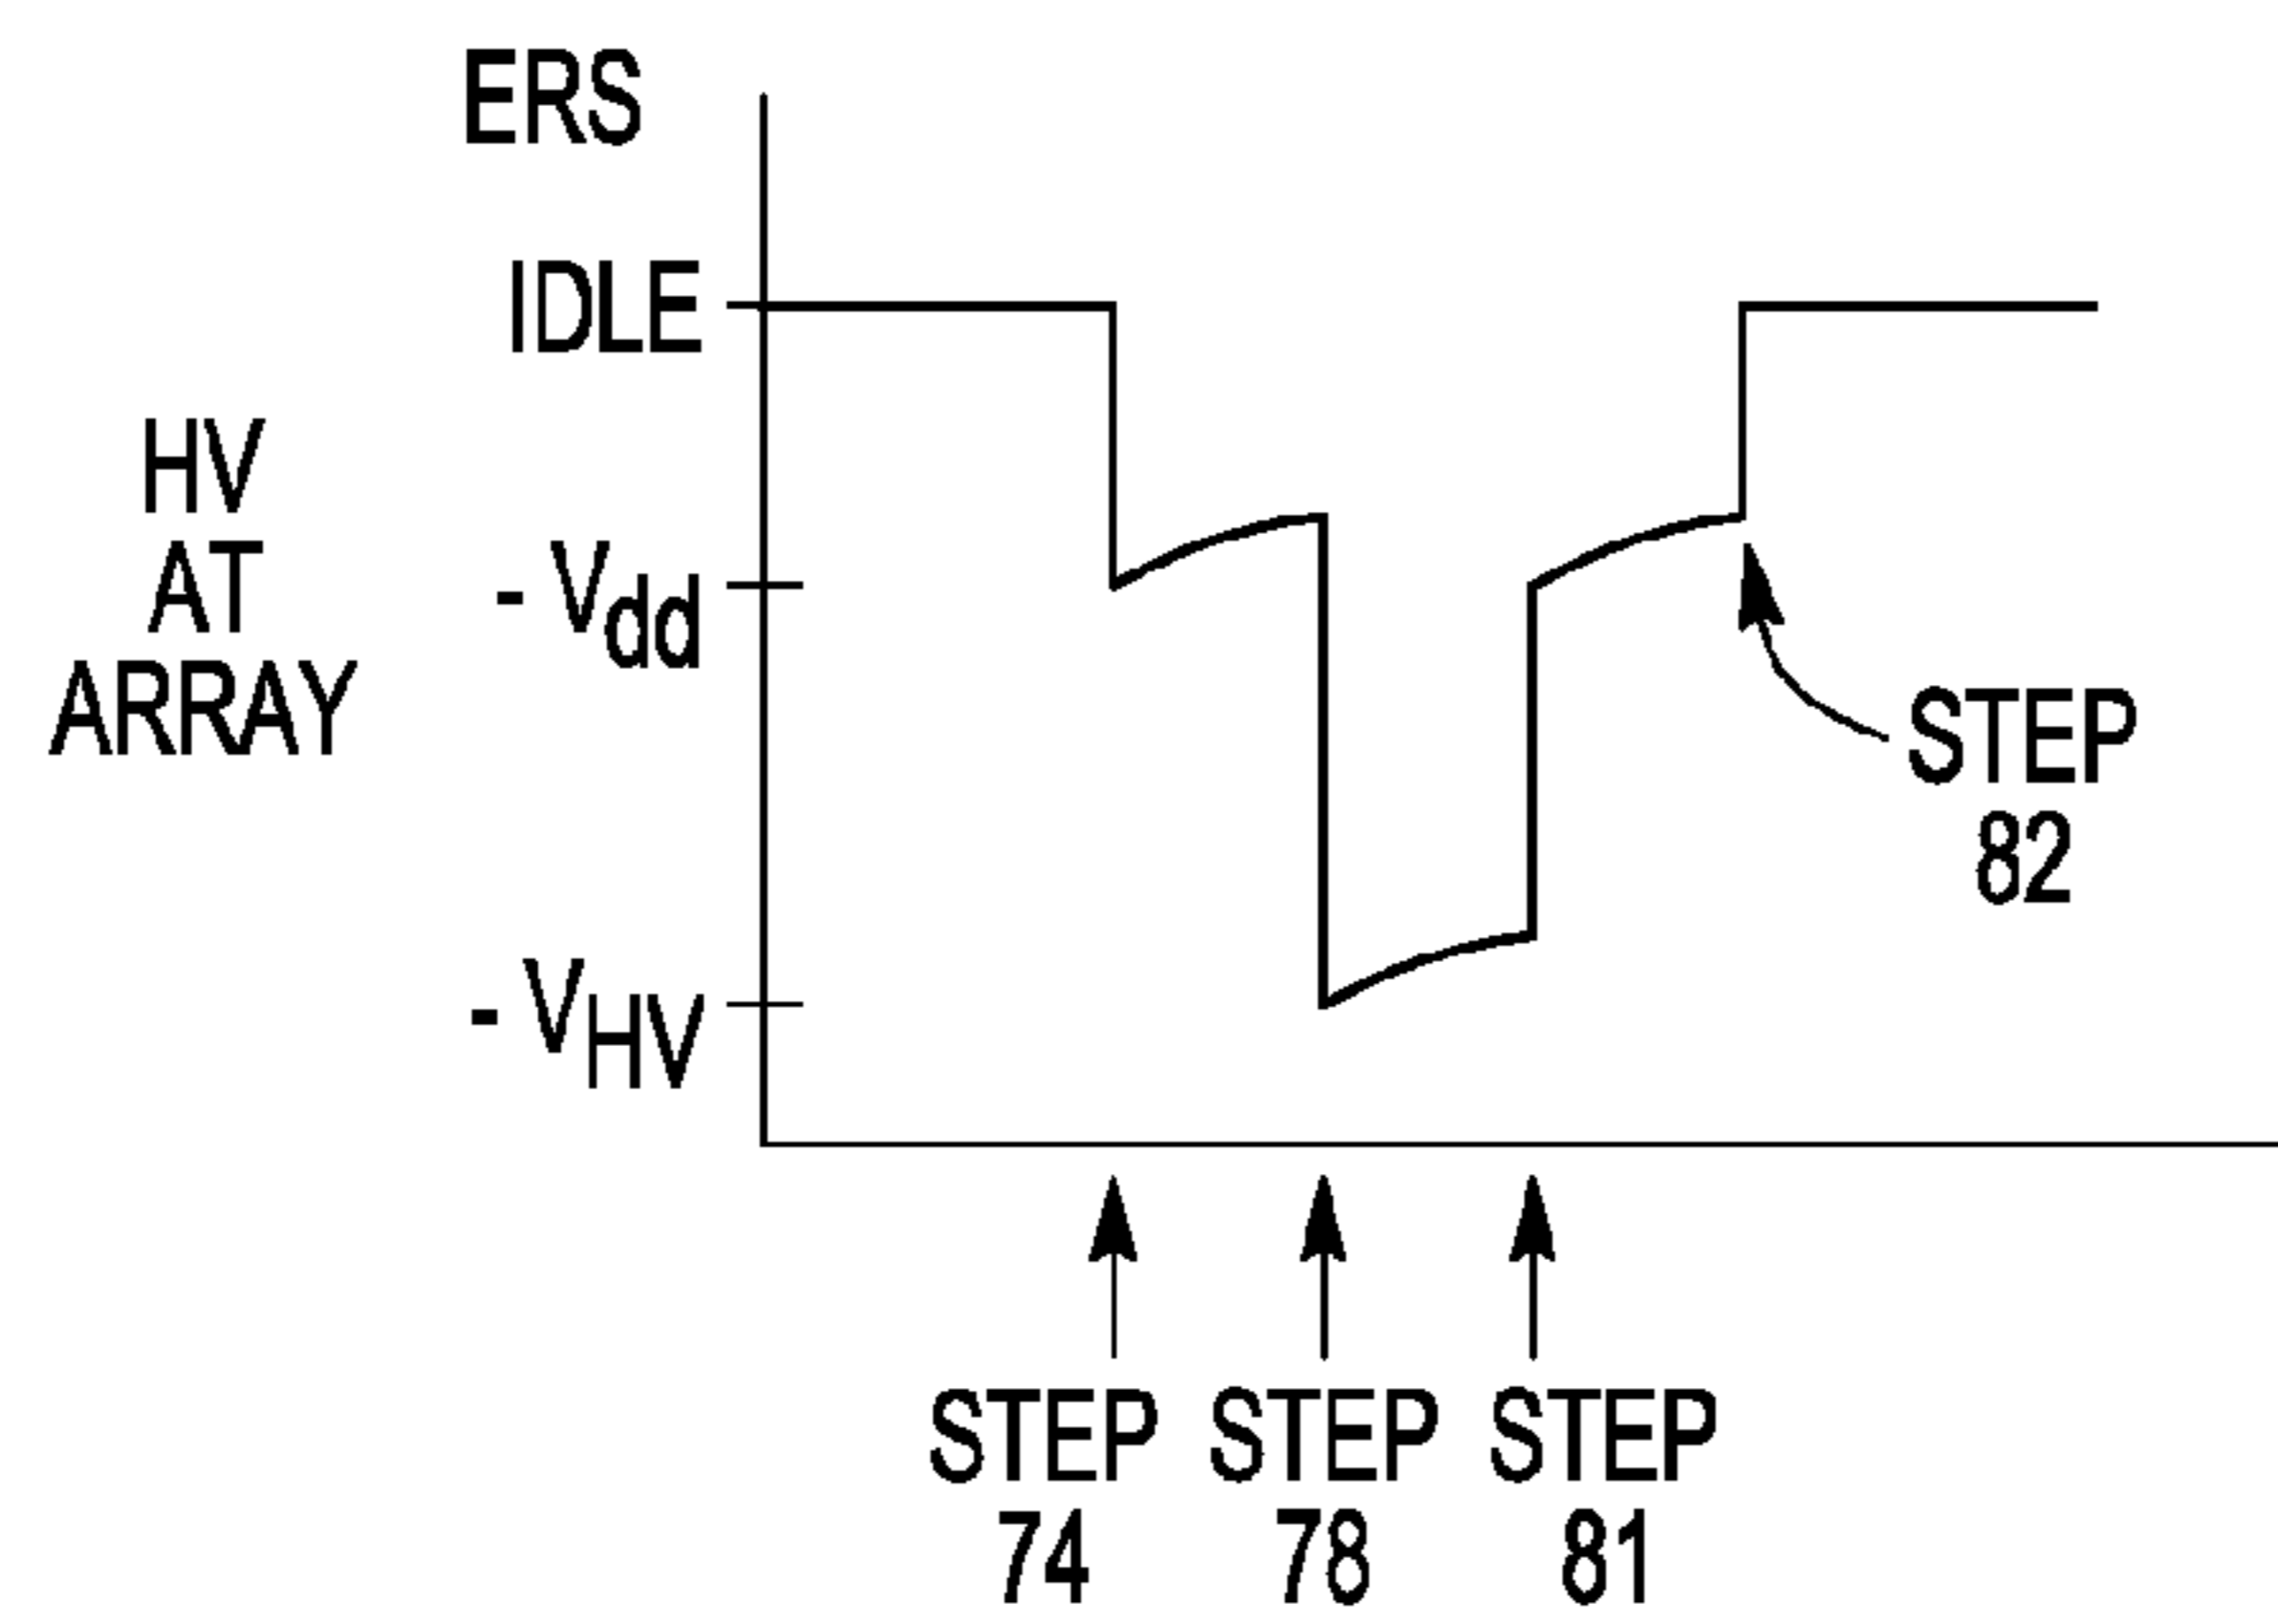 ERS
IDLE
HV
AT
ARRAY
- Vdd
- VHV
STEP
82
STEP
74
STEP
78
STEP
81